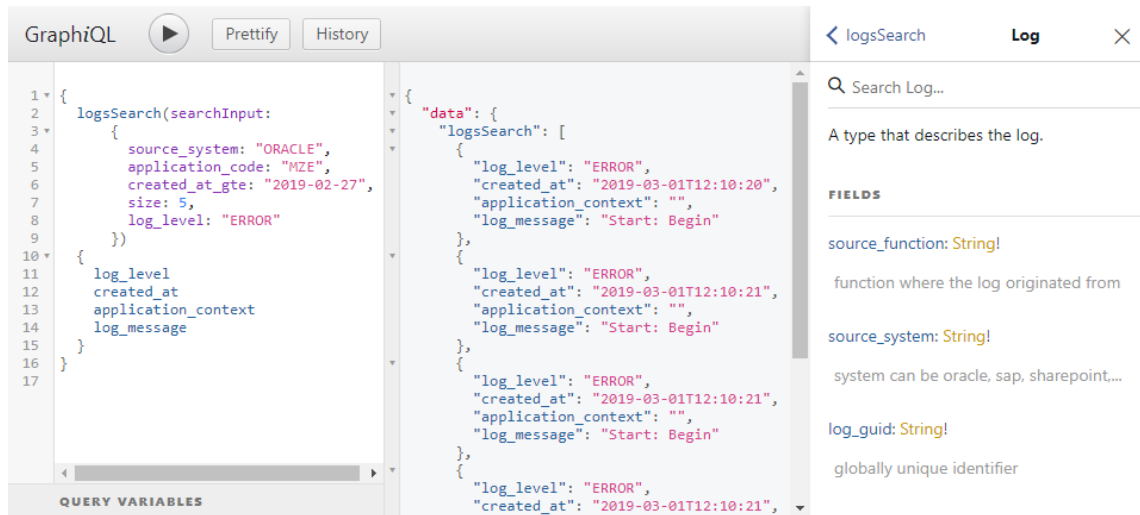 GraphiQL
Prettify
History
1 {
2   logsSearch(searchInput:
3       {
4         source_system: "ORACLE",
5         application_code: "MZE",
6         created_at_gte: "2019-02-27",
7         size: 5,
8         log_level: "ERROR"
9       })
10   {
11     log_level
12     created_at
13     application_context
14     log_message
15   }
16 }
17
QUERY VARIABLES
{
  "data": {
    "logsSearch": [
      {
        "log_level": "ERROR",
        "created_at": "2019-03-01T12:10:20",
        "application_context": "",
        "log_message": "Start: Begin"
      },
      {
        "log_level": "ERROR",
        "created_at": "2019-03-01T12:10:21",
        "application_context": "",
        "log_message": "Start: Begin"
      },
      {
        "log_level": "ERROR",
        "created_at": "2019-03-01T12:10:21",
        "application_context": "",
        "log_message": "Start: Begin"
      },
      {
        "log_level": "ERROR",
        "created_at": "2019-03-01T12:10:21",
logsSearch
Log
Search Log...
A type that describes the log.
FIELDS
source_function: String!
function where the log originated from
source_system: String!
system can be oracle, sap, sharepoint,...
log_guid: String!
globally unique identifier